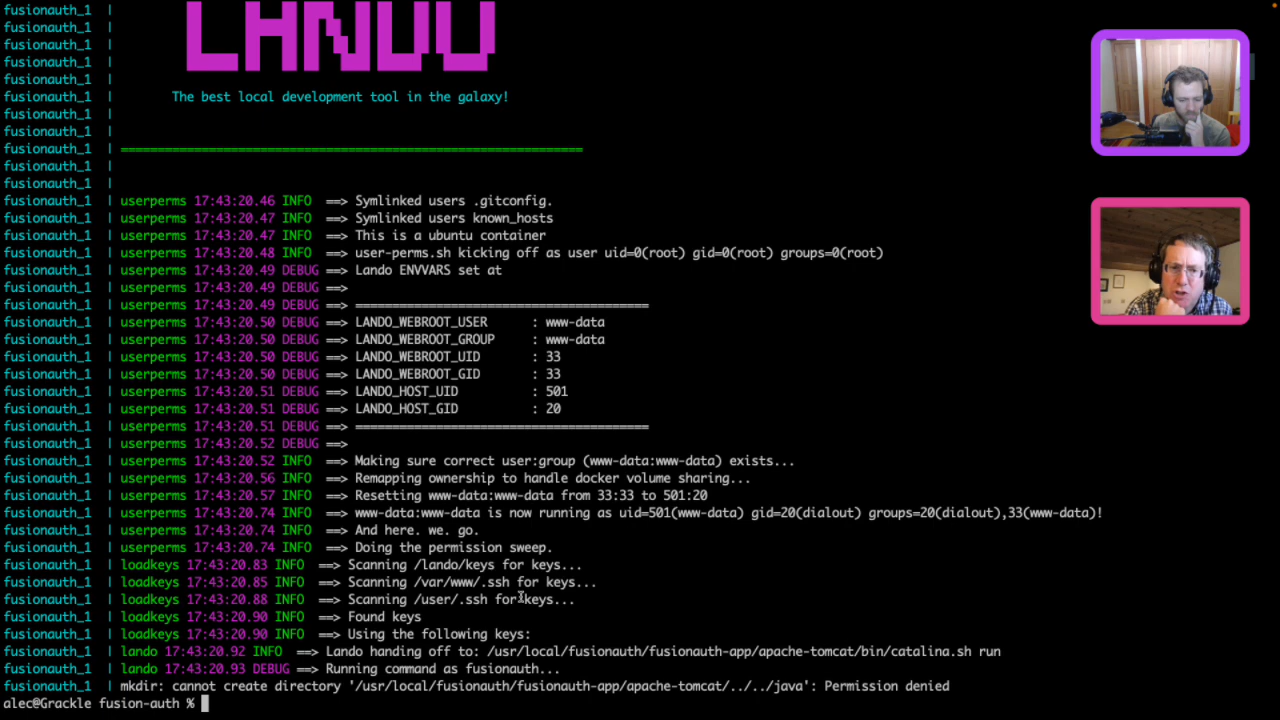 fusionauth_1 |
fusionauth_1 | LANDO
fusionauth_1 |
fusionauth_1 |
fusionauth_1 |
fusionauth_1 | The best local development tool in the galaxy!
fusionauth_1 |
fusionauth_1 |
fusionauth_1 | ===============================================================
fusionauth_1 |
fusionauth_1 |
fusionauth_1 | userperms 17:43:20.46 INFO ==> Symlinked users .gitconfig.
fusionauth_1 | userperms 17:43:20.47 INFO ==> Symlinked users known_hosts
fusionauth_1 | userperms 17:43:20.47 INFO ==> This is a ubuntu container
fusionauth_1 | userperms 17:43:20.48 INFO ==> user-perms.sh kicking off as user uid=0(root) gid=0(root) groups=0(root)
fusionauth_1 | userperms 17:43:20.49 DEBUG ==> Lando ENVVARS set at
fusionauth_1 | userperms 17:43:20.49 DEBUG ==>
fusionauth_1 | userperms 17:43:20.49 DEBUG ==> ========================================
fusionauth_1 | userperms 17:43:20.50 DEBUG ==> LANDO_WEBROOT_USER : www-data
fusionauth_1 | userperms 17:43:20.50 DEBUG ==> LANDO_WEBROOT_GROUP : www-data
fusionauth_1 | userperms 17:43:20.50 DEBUG ==> LANDO_WEBROOT_UID : 33
fusionauth_1 | userperms 17:43:20.50 DEBUG ==> LANDO_WEBROOT_GID : 33
fusionauth_1 | userperms 17:43:20.51 DEBUG ==> LANDO_HOST_UID : 501
fusionauth_1 | userperms 17:43:20.51 DEBUG ==> LANDO_HOST_GID : 20
fusionauth_1 | userperms 17:43:20.51 DEBUG ==> ========================================
fusionauth_1 | userperms 17:43:20.52 DEBUG ==>
fusionauth_1 | userperms 17:43:20.52 INFO ==> Making sure correct user:group (www-data:www-data) exists...
fusionauth_1 | userperms 17:43:20.56 INFO ==> Remapping ownership to handle docker volume sharing...
fusionauth_1 | userperms 17:43:20.57 INFO ==> Resetting www-data:www-data from 33:33 to 501:20
fusionauth_1 | userperms 17:43:20.74 INFO ==> www-data:www-data is now running as uid=501(www-data) gid=20(dialout) groups=20(dialout),33(www-data)!
fusionauth_1 | userperms 17:43:20.74 INFO ==> And here. we. go.
fusionauth_1 | userperms 17:43:20.74 INFO ==> Doing the permission sweep.
fusionauth_1 | loadkeys 17:43:20.83 INFO ==> Scanning /lando/keys for keys...
fusionauth_1 | loadkeys 17:43:20.85 INFO ==> Scanning /var/www/.ssh for keys...
fusionauth_1 | loadkeys 17:43:20.88 INFO ==> Scanning /user/.ssh for keys...
fusionauth_1 | loadkeys 17:43:20.90 INFO ==> Found keys
fusionauth_1 | loadkeys 17:43:20.90 INFO ==> Using the following keys:
fusionauth_1 | lando 17:43:20.92 INFO ==> Lando handing off to: /usr/local/fusionauth/fusionauth-app/apache-tomcat/bin/catalina.sh run
fusionauth_1 | lando 17:43:20.93 DEBUG ==> Running command as fusionauth...
fusionauth_1 | mkdir: cannot create directory '/usr/local/fusionauth/fusionauth-app/apache-tomcat/../../java': Permission denied
alec@Grackle fusion-auth %